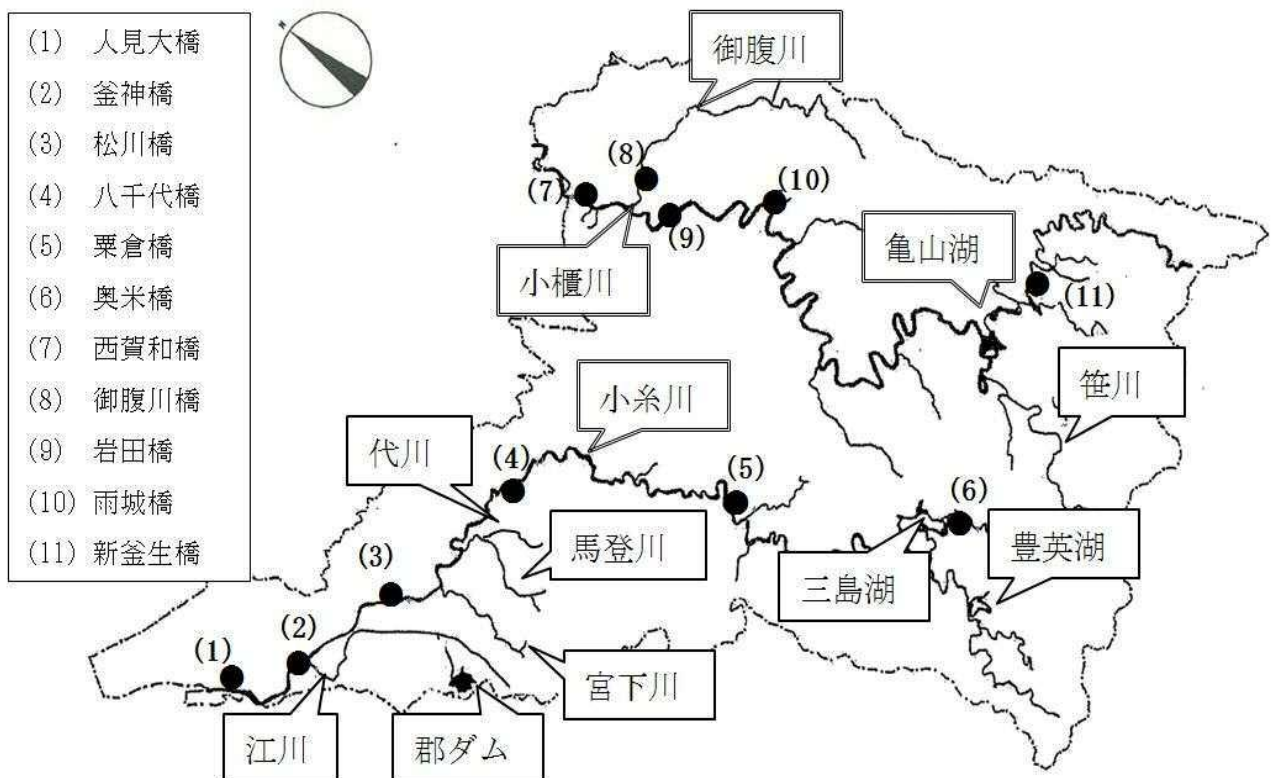 (1) 人見大橋
(2) 釜神橋
(3) 松川橋
(4) 八千代橋
(5) 粟倉橋
(6) 奥米橋
(7) 西賀和橋
(8) 御腹川橋
(9) 岩田橋
(10) 雨城橋
(11) 新釜生橋
N
御腹川
(8)
(7)
(10)
(9)
小櫃川
亀山湖
(11)
笹川
小糸川
代川
(4)
(5)
(6)
馬登川
豊英湖
三島湖
(3)
(2)
(1)
宮下川
江川
郡ダム